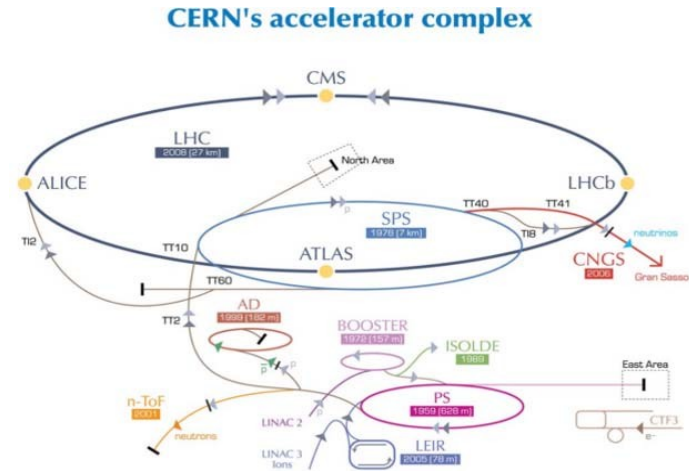 CERN's accelerator complex
CMS
LHC
2008 (27 km)
North Area
ALICE
LHCb
TT40
TT41
SPS
1976 (7 km)
TI8
neutrinos
TI2
TT10
ATLAS
CNGS
2006
Gran Sasso
TT60
AD
1999 (182 m)
TT2
BOOSTER
1972 (157 m)
ISOLDE
1989
East Area
p
p
p
p
n-ToF
2001
neutrons
LINAC 2
PS
1959 (628 m)
CTF3
e-
LINAC 3
Ions
LEIR
2005 (78 m)